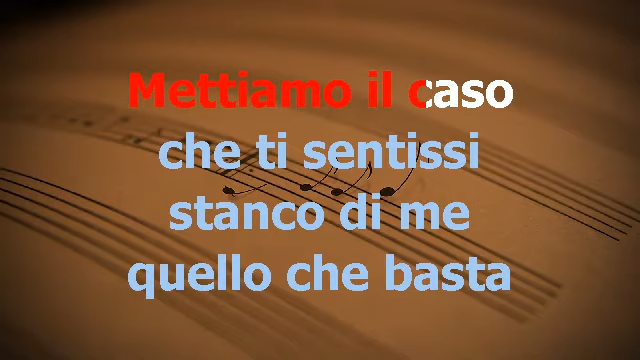 Mettiamo il caso
che ti sentissi
stanco di me
quello che basta